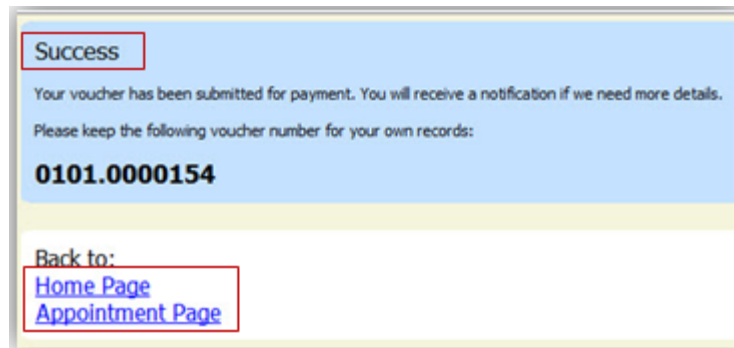 Success
Your voucher has been submitted for payment. You will receive a notification if we need more details.
Please keep the following voucher number for your own records:
0101.0000154
Back to:
Home Page
Appointment Page